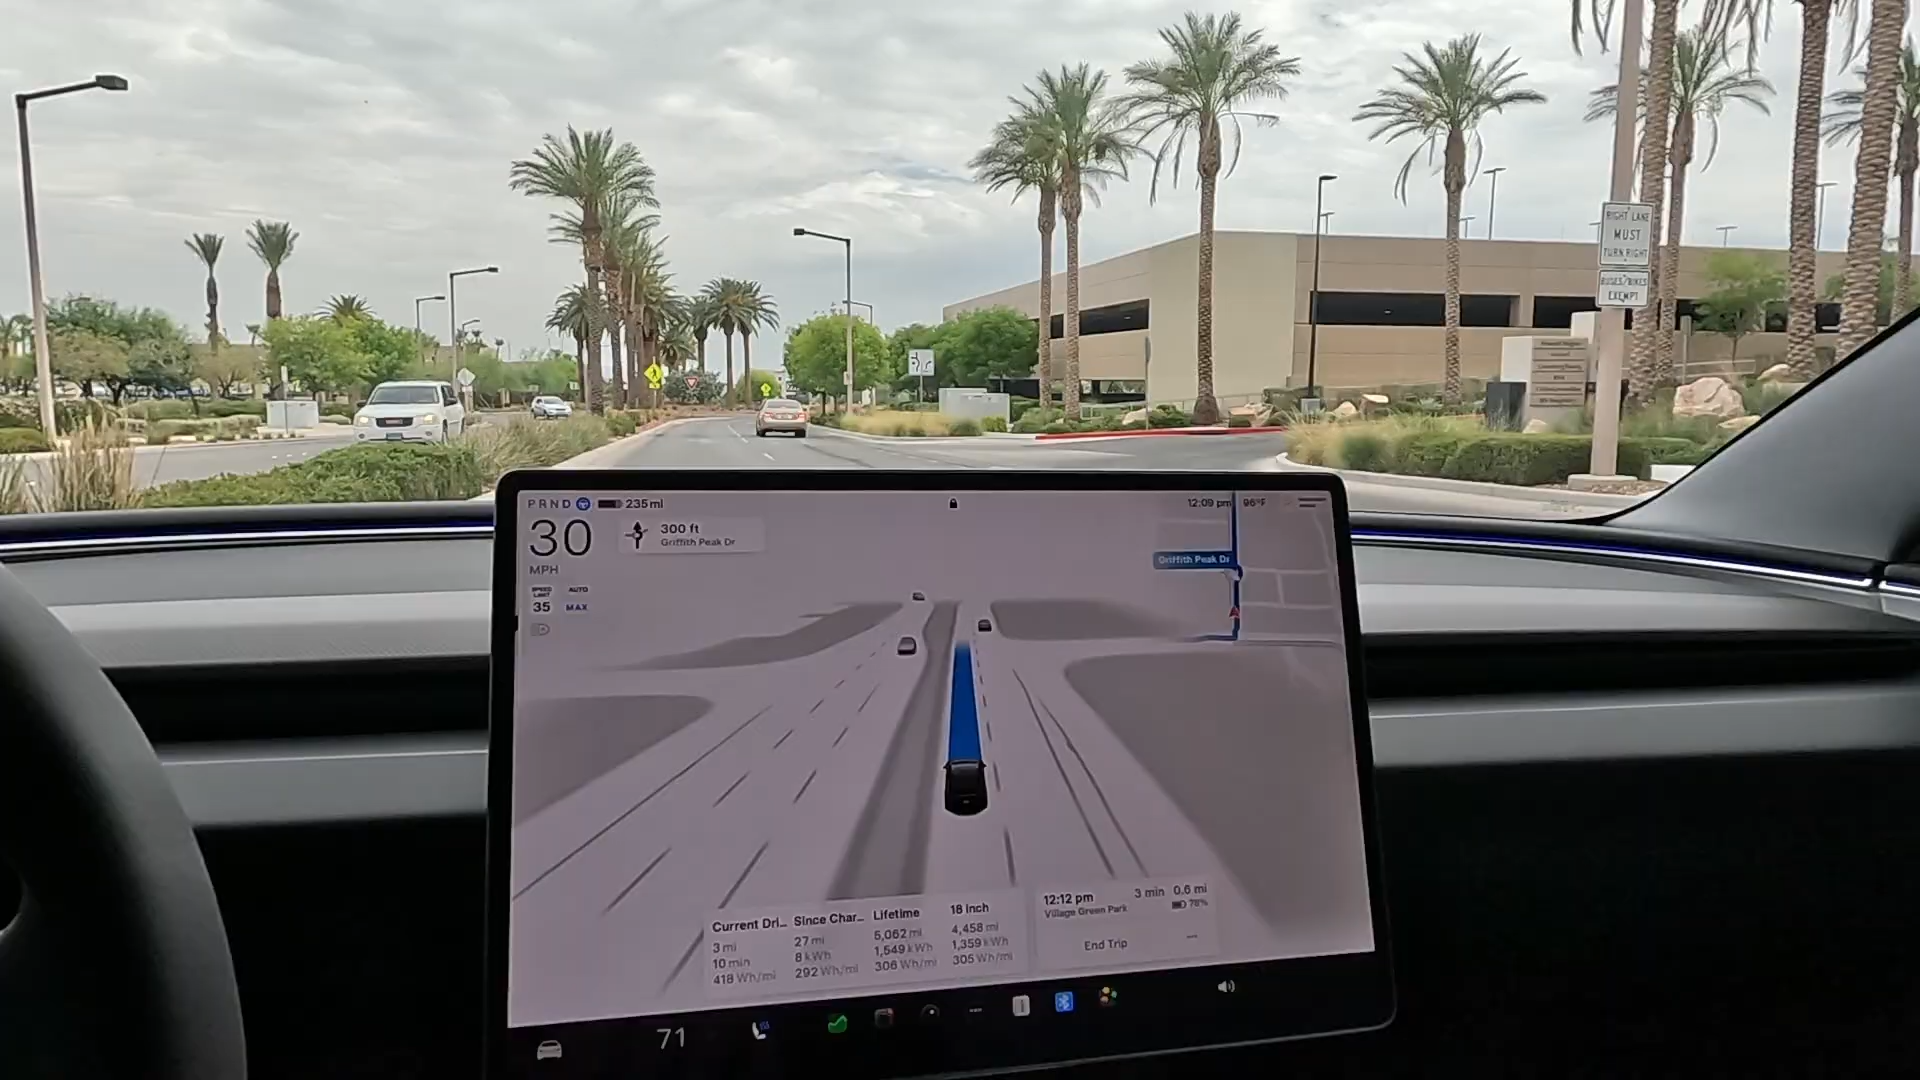 RIGHT LANE
MUST
TURN RIGHT
BUSES/BIKES
EXEMPT
PRND
235 mi
12:09 pm
96°F
30
MPH
300 ft
Griffith Peak Dr
Griffith Peak Dr
SPEED
LIMIT
35
AUTO
MAX
Current Dri...
3 mi
10 min
418 Wh/mi
Since Char...
27 mi
8 kWh
292 Wh/mi
Lifetime
5,062 mi
1,549 kWh
306 Wh/mi
18 inch
4,458 mi
1,359 kWh
305 Wh/mi
12:12 pm
3 min
0.6 mi
Village Green Park
78%
End Trip
71